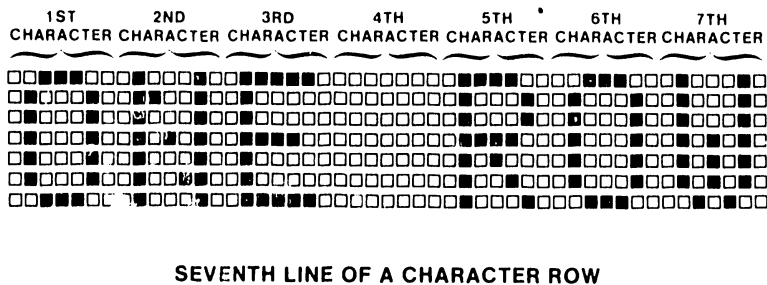 1ST 2ND 3RD 4TH 5TH 6TH 7TH
CHARACTER CHARACTER CHARACTER CHARACTER CHARACTER CHARACTER CHARACTER
SEVENTH LINE OF A CHARACTER ROW